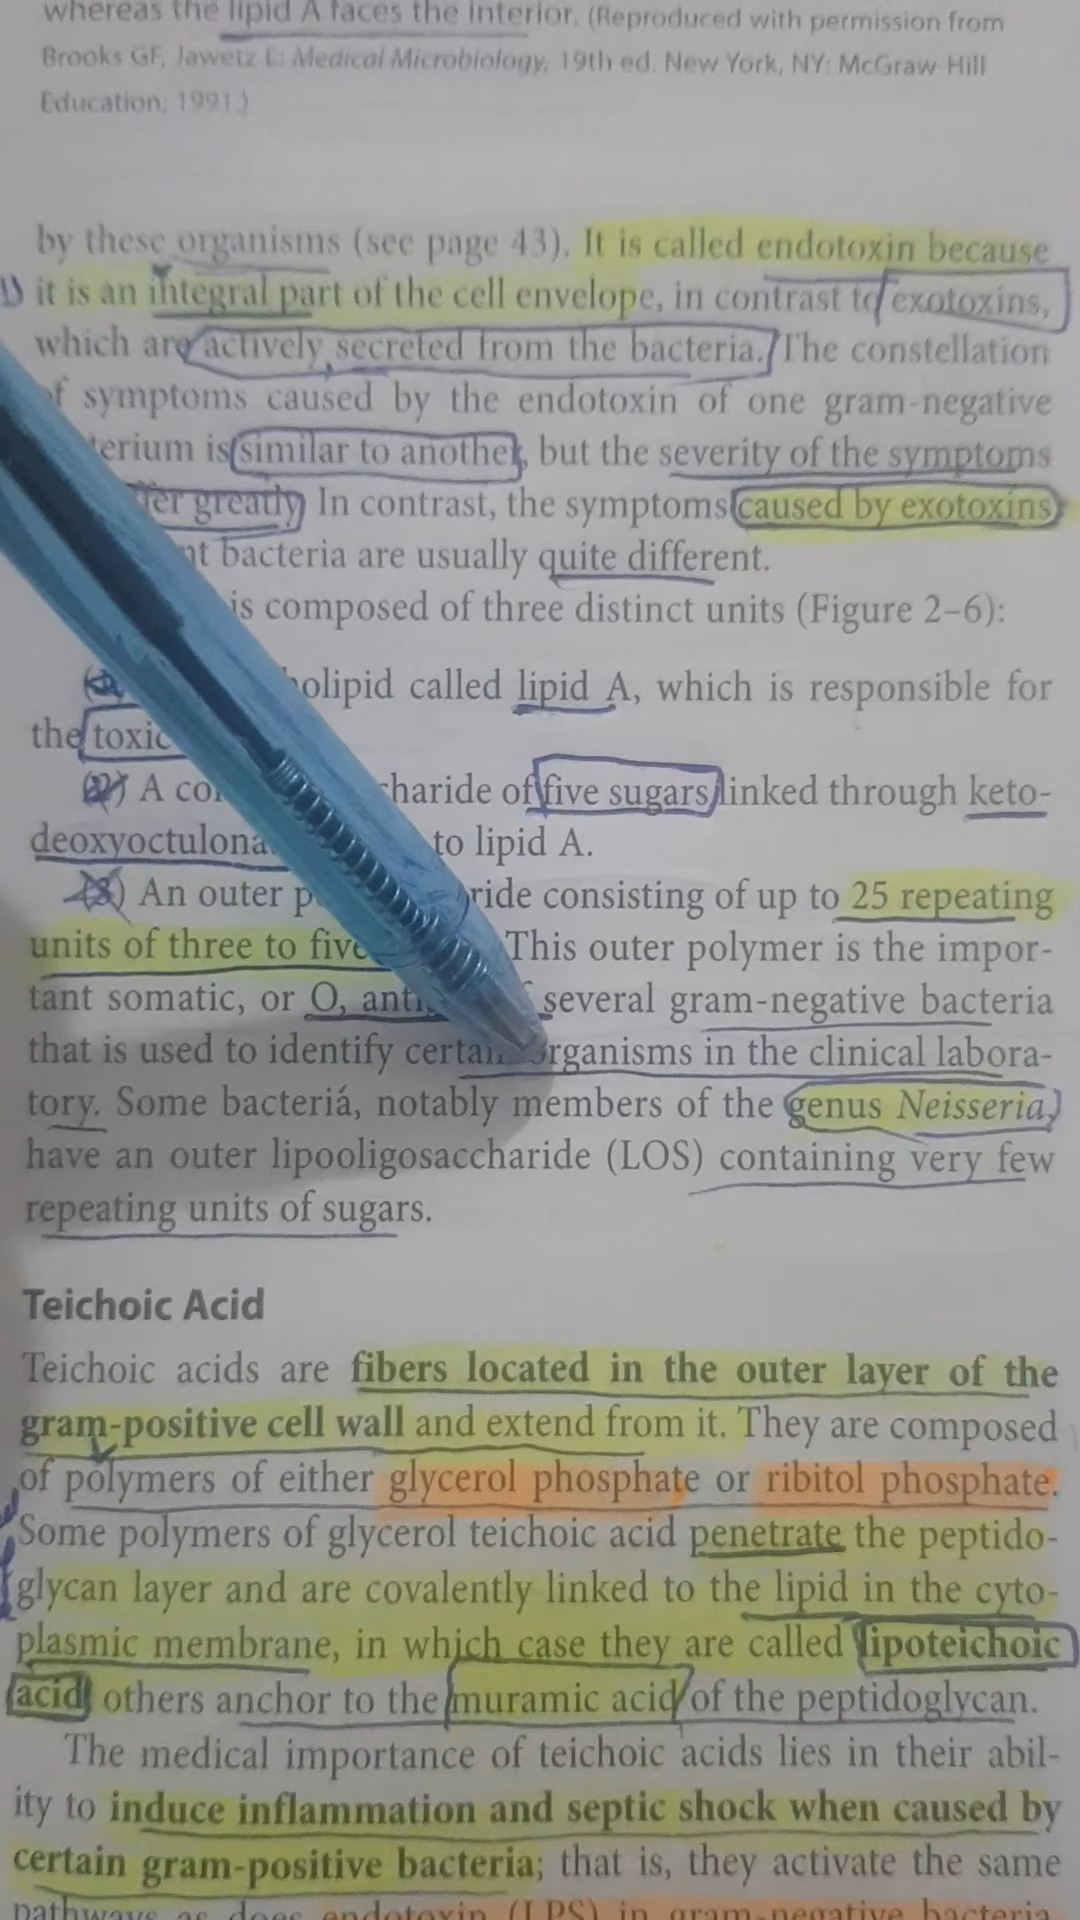 whereas the lipid A faces the interior. (Reproduced with permission from
Brooks GF, Jawetz E: Medical Microbiology, 19th ed. New York, NY: McGraw-Hill
Education; 1991.)
by these organisms (see page 43). It is called endotoxin because
1) it is an integral part of the cell envelope, in contrast to exotoxins,
which are actively secreted from the bacteria. The constellation
of symptoms caused by the endotoxin of one gram-negative
terium is similar to another, but the severity of the symptoms
fer greatly. In contrast, the symptoms caused by exotoxins
nt bacteria are usually quite different.
is composed of three distinct units (Figure 2–6):
olipid called lipid A, which is responsible for
the toxic
(2) A co charide of five sugars linked through keto-
deoxyoctulona to lipid A.
(3) An outer p ride consisting of up to 25 repeating
units of three to five This outer polymer is the impor-
tant somatic, or O, anti several gram-negative bacteria
that is used to identify certain organisms in the clinical labora-
tory. Some bacteria, notably members of the genus Neisseria,
have an outer lipooligosaccharide (LOS) containing very few
repeating units of sugars.
Teichoic Acid
Teichoic acids are fibers located in the outer layer of the
gram-positive cell wall and extend from it. They are composed
of polymers of either glycerol phosphate or ribitol phosphate.
Some polymers of glycerol teichoic acid penetrate the peptido-
glycan layer and are covalently linked to the lipid in the cyto-
plasmic membrane, in which case they are called lipoteichoic
acid; others anchor to the muramic acid of the peptidoglycan.
The medical importance of teichoic acids lies in their abil-
ity to induce inflammation and septic shock when caused by
certain gram-positive bacteria; that is, they activate the same
pathways as does endotoxin (LPS) in gram-negative bacteria.